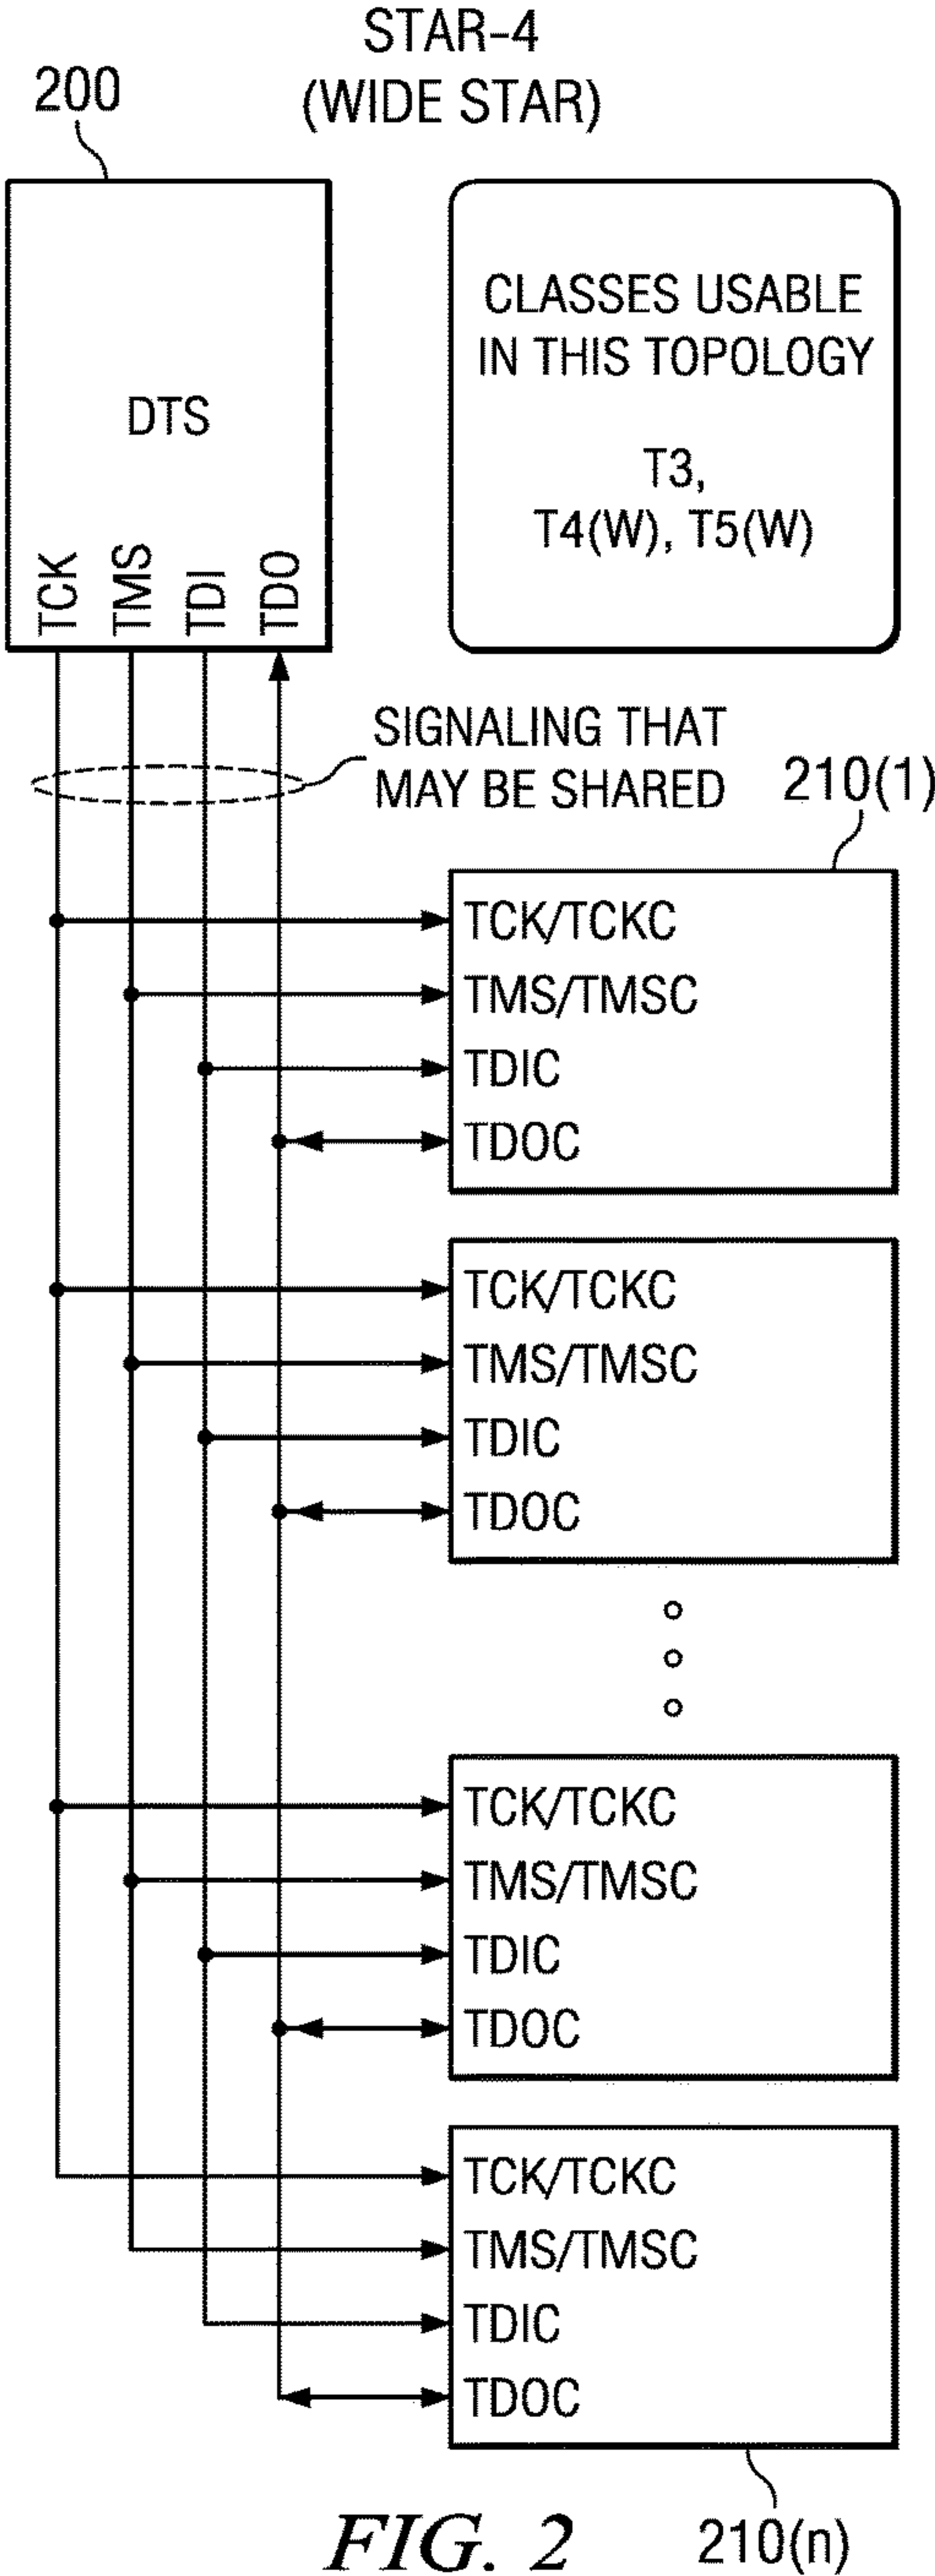 STAR-4
(WIDE STAR)
200
DTS
TCK
TMS
TDI
TDO
CLASSES USABLE
IN THIS TOPOLOGY
T3,
T4(W), T5(W)
SIGNALING THAT
MAY BE SHARED
210(1)
TCK/TCKC
TMS/TMSC
TDIC
TDOC
TCK/TCKC
TMS/TMSC
TDIC
TDOC
TCK/TCKC
TMS/TMSC
TDIC
TDOC
TCK/TCKC
TMS/TMSC
TDIC
TDOC
210(n)
FIG. 2